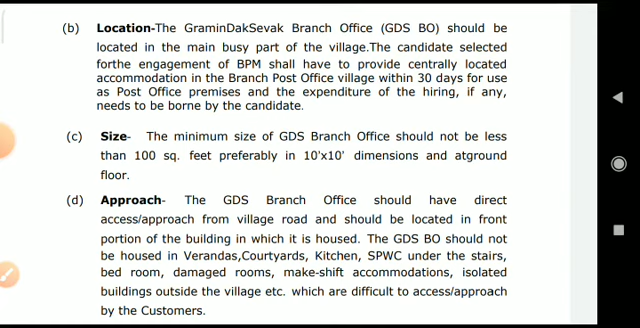 (b) Location-The GraminDakSevak Branch Office (GDS BO) should be
located in the main busy part of the village.The candidate selected
forthe engagement of BPM shall have to provide centrally located
accommodation in the Branch Post Office village within 30 days for use
as Post Office premises and the expenditure of the hiring, if any,
needs to be borne by the candidate.
(c) Size- The minimum size of GDS Branch Office should not be less
than 100 sq. feet preferably in 10'x10' dimensions and atground
floor.
(d) Approach- The GDS Branch Office should have direct
access/approach from village road and should be located in front
portion of the building in which it is housed. The GDS BO should not
be housed in Verandas,Courtyards, Kitchen, SPWC under the stairs,
bed room, damaged rooms, make-shift accommodations, isolated
buildings outside the village etc. which are difficult to access/approach
by the Customers.